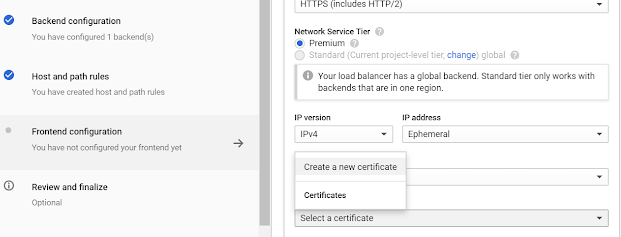 Backend configuration
You have configured 1 backend(s)
Host and path rules
You have created host and path rules
Frontend configuration
You have not configured your frontend yet
Review and finalize
Optional
HTTPS (includes HTTP/2)
Network Service Tier
Premium
Standard (Current project-level tier, change) global
Your load balancer has a global backend. Standard tier only works with
backends that are in one region.
IP version
IP address
IPv4
Ephemeral
Create a new certificate
Certificates
Select a certificate